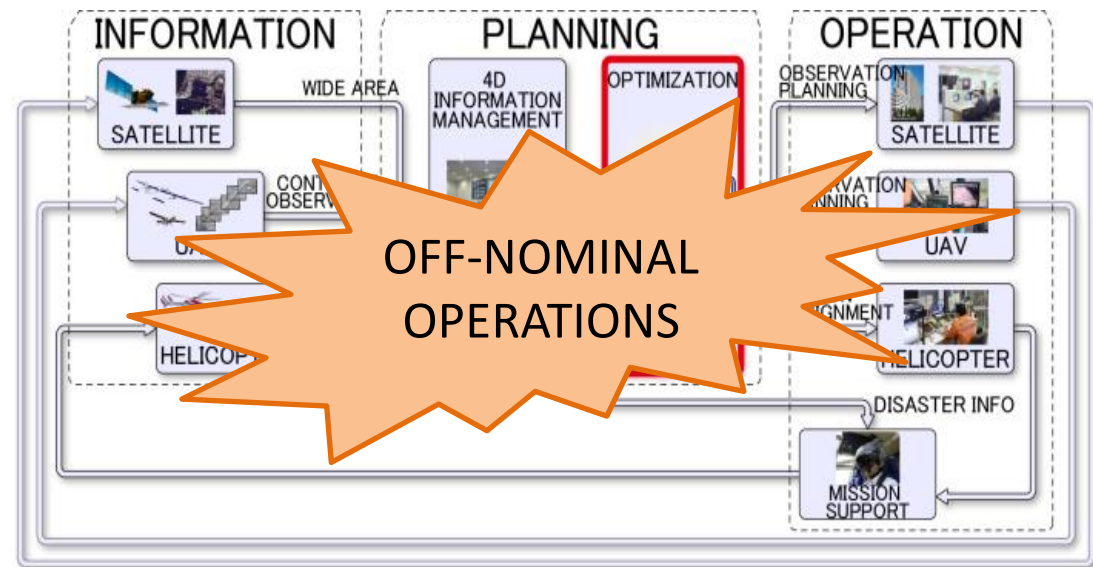 INFORMATION
PLANNING
OPERATION
WIDE AREA
SATELLITE
4D
INFORMATION
MANAGEMENT
OPTIMIZATION
OBSERVATION
PLANNING
SATELLITE
UAV
OFF-NOMINAL
OPERATIONS
HELICOPTER
DISASTER INFO
MISSION
SUPPORT